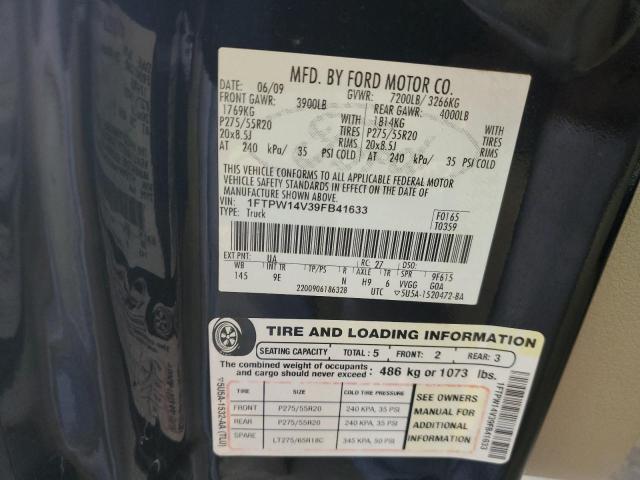 MFD. BY FORD MOTOR CO.
DATE: 06/09 GVWR: 7200LB/ 3266KG
FRONT GAWR: 3900LB REAR GAWR: 4000LB
1769KG WITH 1814KG WITH
P275/55R20 TIRES P275/55R20 TIRES
20x8.5J RIMS 20x8.5J RIMS
AT 240 kPa/ 35 PSI COLD AT 240 kPa/ 35 PSI COLD
THIS VEHICLE CONFORMS TO ALL APPLICABLE FEDERAL MOTOR
VEHICLE SAFETY STANDARDS IN EFFECT ON THE DATE OF
MANUFACTURE SHOWN ABOVE.
VIN: 1FTPW14V39FB41633
TYPE: Truck
F0165
T0359
EXT PNT: UA RC: 27 DSO:
WB INT TR TP/PS R AXLE TR SPR 9F615
145 9E N H9 6 VVGG G0A
2200906186328 UTC ▽5U5A-1520472-BA
TIRE AND LOADING INFORMATION
SEATING CAPACITY TOTAL: 5 FRONT: 2 REAR: 3
The combined weight of occupants
and cargo should never exceed: 486 kg or 1073 lbs.
TIRE SIZE COLD TIRE PRESSURE
FRONT P275/55R20 240 KPA, 35 PSI
REAR P275/55R20 240 KPA, 35 PSI
SPARE LT275/65R18C 345 KPA, 50 PSI
SEE OWNERS
MANUAL FOR
ADDITIONAL
INFORMATION
▽5U5A-1532-AA (TU)
1FTPW14V39FB41633